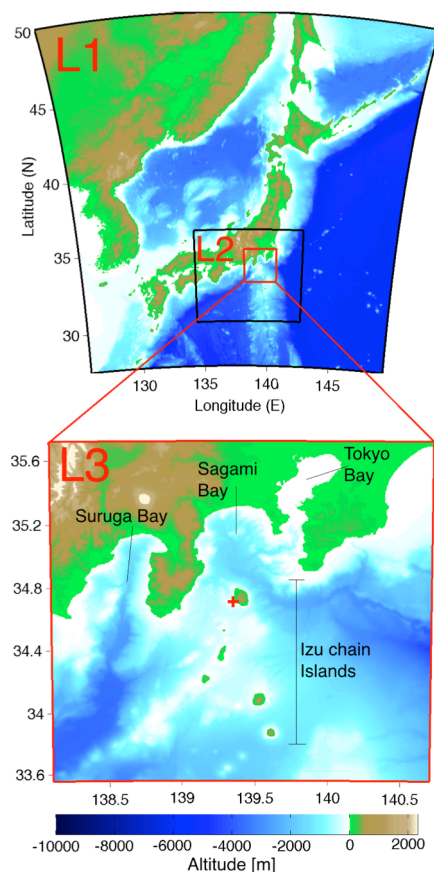 50
L1
45
40
35
30
Latitude (N)
L2
130
135
140
145
Longitude (E)
L3
35.6
35.2
34.8
34.4
34
33.6
Tokyo
Bay
Sagami
Bay
Suruga Bay
Izu chain
Islands
138.5
139
139.5
140
140.5
-10000
-8000
-6000
-4000
-2000
0
2000
Altitude [m]